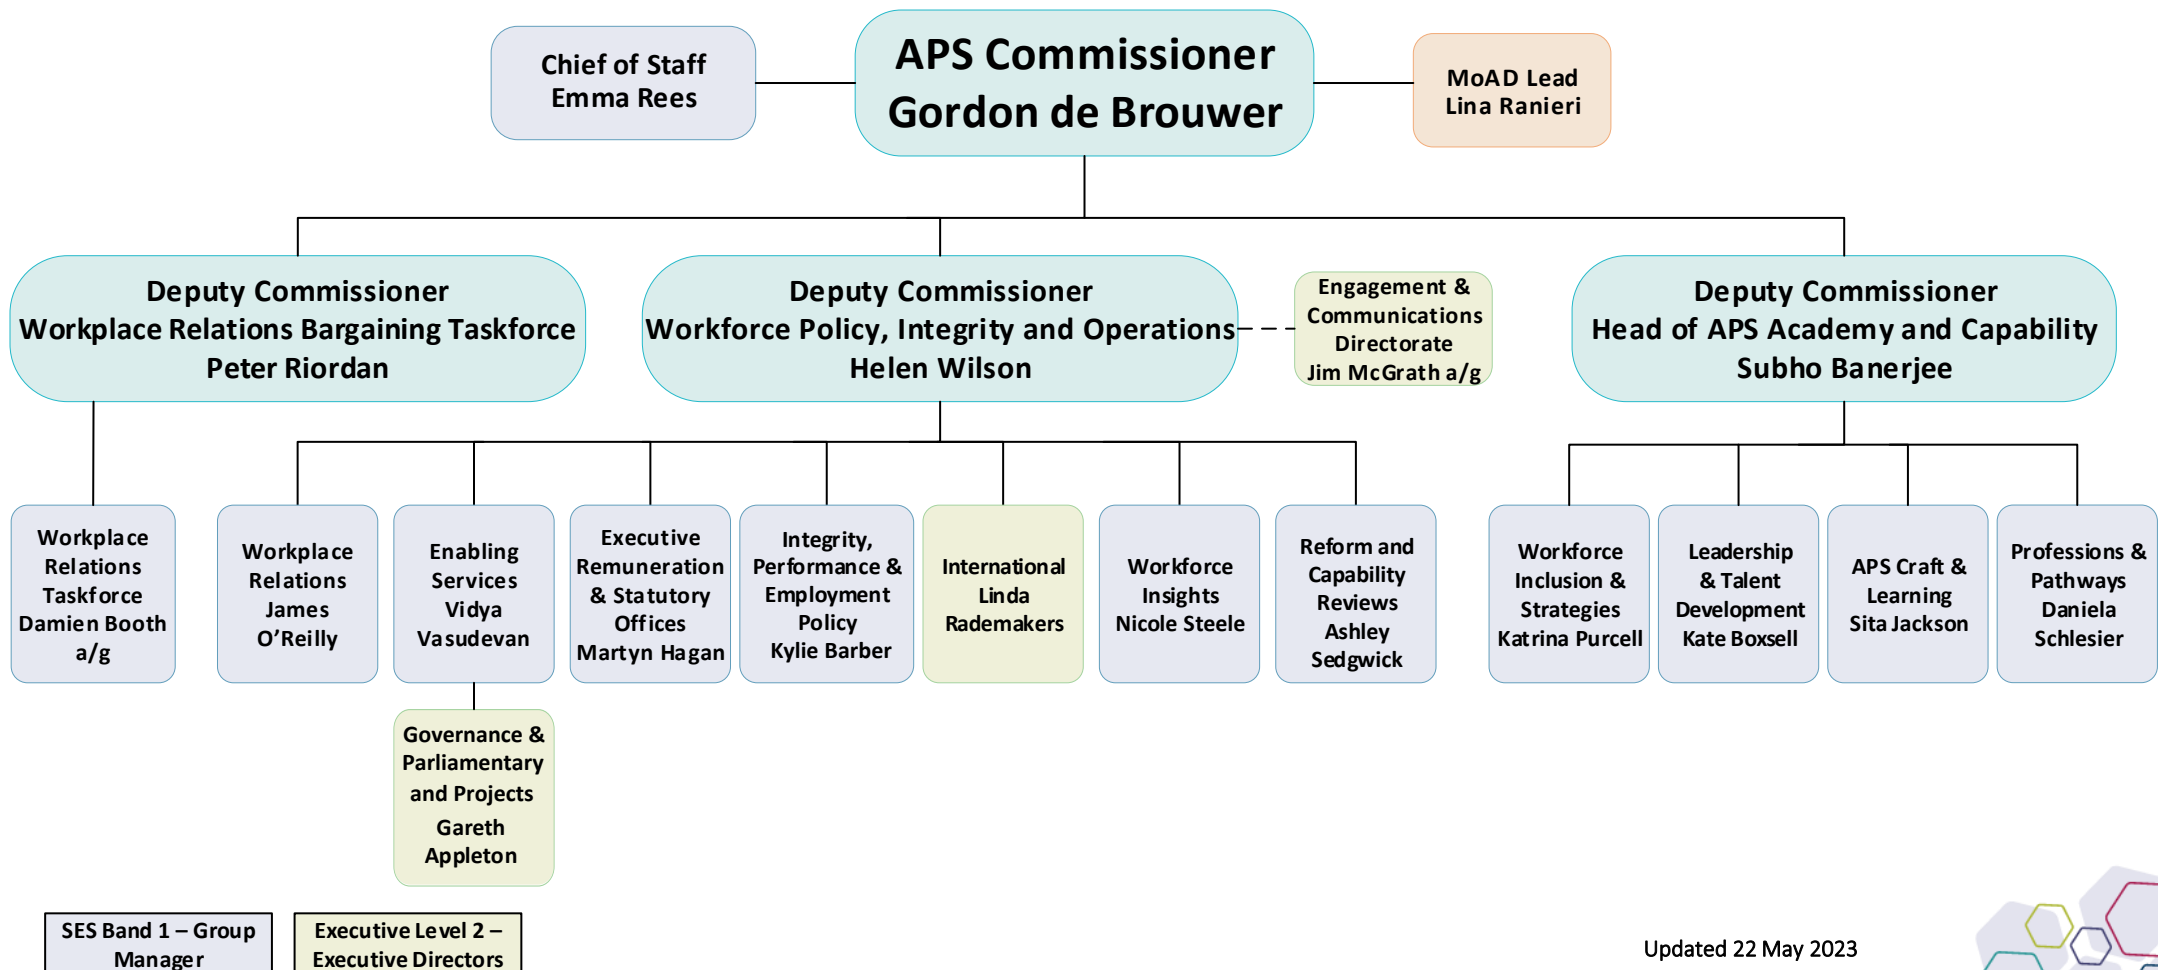 Chief of Staff
Emma Rees
APS Commissioner
Gordon de Brouwer
MoAD Lead
Lina Ranieri
Deputy Commissioner
Workplace Relations Bargaining Taskforce
Peter Riordan
Deputy Commissioner
Workforce Policy, Integrity and Operations
Helen Wilson
Engagement &
Communications
Directorate
Jim McGrath a/g
Deputy Commissioner
Head of APS Academy and Capability
Subho Banerjee
Workplace
Relations
Taskforce
Damien Booth
a/g
Workplace
Relations
James
O’Reilly
Enabling
Services
Vidya
Vasudevan
Executive
Remuneration
& Statutory
Offices
Martyn Hagan
Integrity,
Performance &
Employment
Policy
Kylie Barber
International
Linda
Rademakers
Workforce
Insights
Nicole Steele
Reform and
Capability
Reviews
Ashley
Sedgwick
Workforce
Inclusion &
Strategies
Katrina Purcell
Leadership
& Talent
Development
Kate Boxsell
APS Craft &
Learning
Sita Jackson
Professions &
Pathways
Daniela
Schlesier
Governance &
Parliamentary
and Projects
Gareth
Appleton
SES Band 1 – Group
Manager
Executive Level 2 –
Executive Directors
Updated 22 May 2023